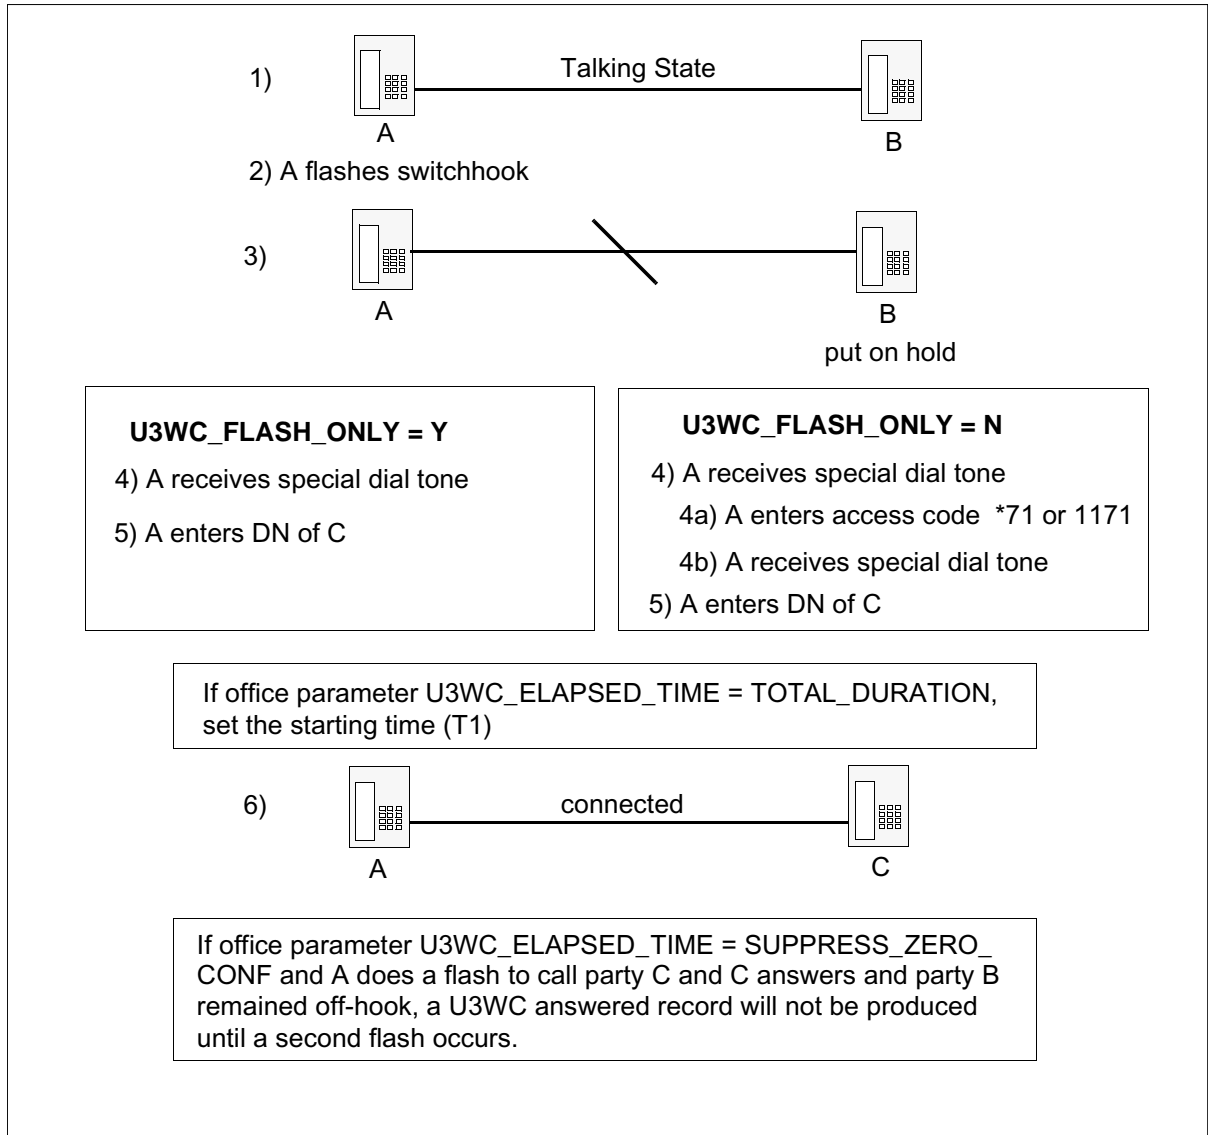 1)
Talking State
A
B
2) A flashes switchhook
3)
A
B
put on hold
U3WC_FLASH_ONLY = Y
4) A receives special dial tone
5) A enters DN of C
U3WC_FLASH_ONLY = N
4) A receives special dial tone
4a) A enters access code *71 or 1171
4b) A receives special dial tone
5) A enters DN of C
If office parameter U3WC_ELAPSED_TIME = TOTAL_DURATION,
set the starting time (T1)
6)
connected
A
C
If office parameter U3WC_ELAPSED_TIME = SUPPRESS_ZERO_
CONF and A does a flash to call party C and C answers and party B
remained off-hook, a U3WC answered record will not be produced
until a second flash occurs.